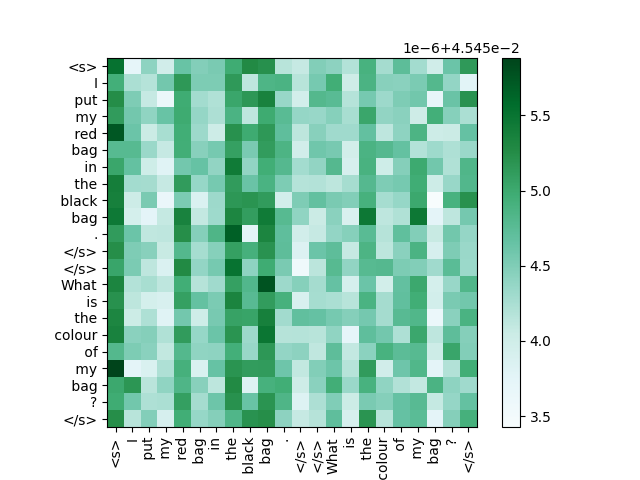 1e-6+4.545e-2
<s>
I
put
my
red
bag
in
the
black
bag
.
</s>
</s>
What
is
the
colour
of
my
bag
?
</s>
5.5
5.0
4.5
4.0
3.5
<s>
I
put
my
red
bag
in
the
black
bag
.
</s>
</s>
What
is
the
colour
of
my
bag
?
</s>